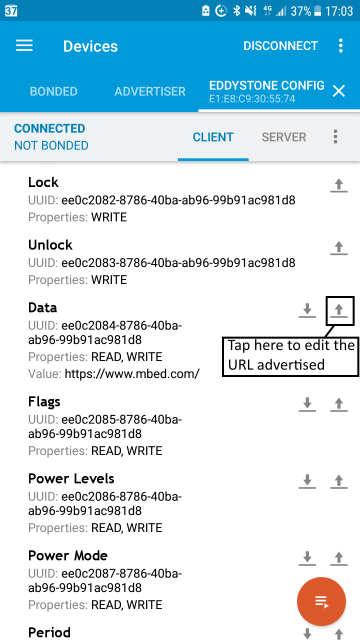 37
4G
37%
17:03
Devices
DISCONNECT
BONDED
ADVERTISER
EDDYSTONE CONFIG
E1:E8:C9:30:55:74
CONNECTED
NOT BONDED
CLIENT
SERVER
Lock
UUID: ee0c2082-8786-40ba-ab96-99b91ac981d8
Properties: WRITE
Unlock
UUID: ee0c2083-8786-40ba-ab96-99b91ac981d8
Properties: WRITE
Data
UUID: ee0c2084-8786-40ba-
ab96-99b91ac981d8
Properties: READ, WRITE
Value: https://www.mbed.com/
Tap here to edit the
URL advertised
Flags
UUID: ee0c2085-8786-40ba-
ab96-99b91ac981d8
Properties: READ, WRITE
Power Levels
UUID: ee0c2086-8786-40ba-
ab96-99b91ac981d8
Properties: READ, WRITE
Power Mode
UUID: ee0c2087-8786-40ba-
ab96-99b91ac981d8
Properties: READ, WRITE
Period